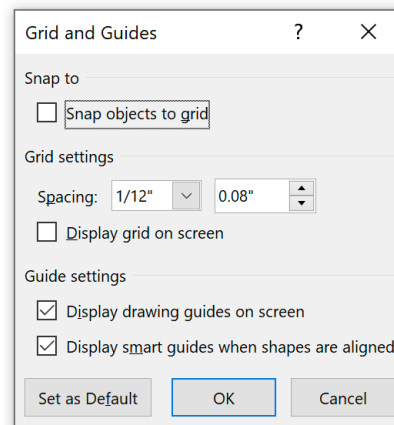 Grid and Guides ? ×
Snap to
Snap objects to grid
Grid settings
Spacing: 1/12" 0.08"
Display grid on screen
Guide settings
Display drawing guides on screen
Display smart guides when shapes are aligned
Set as Default OK Cancel